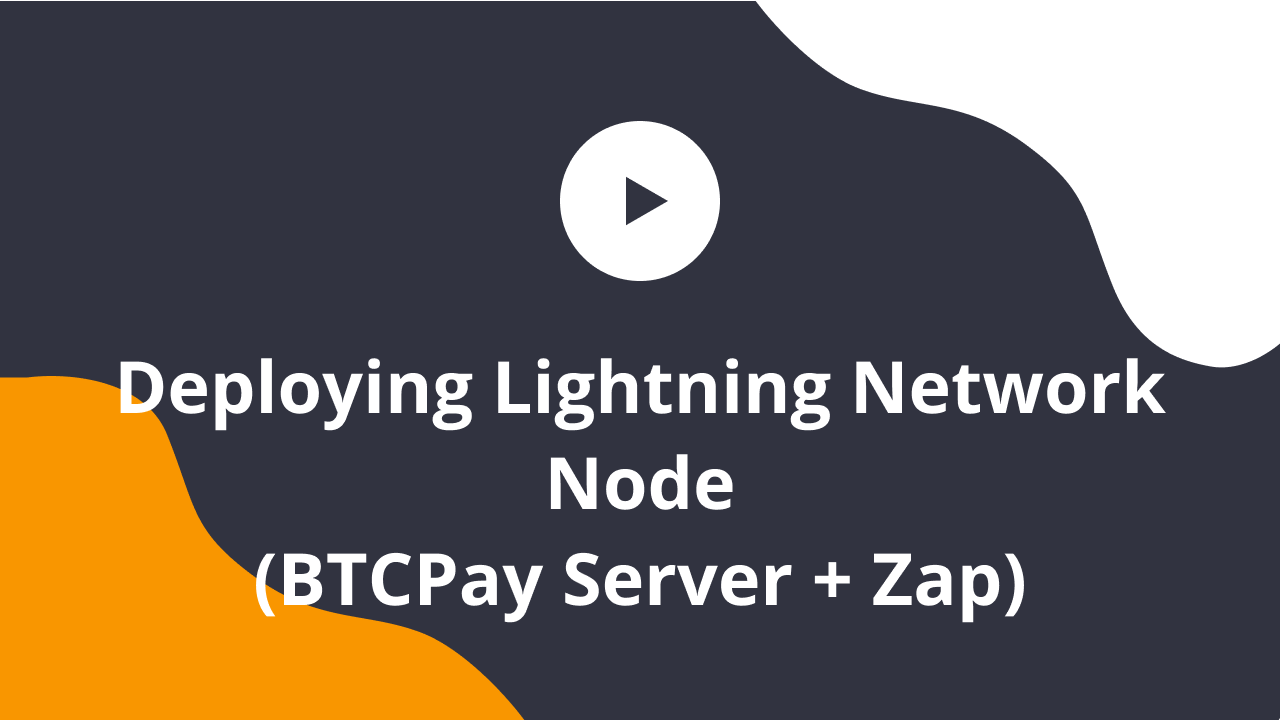 Deploying Lightning Network
Node
(BTCPay Server + Zap)